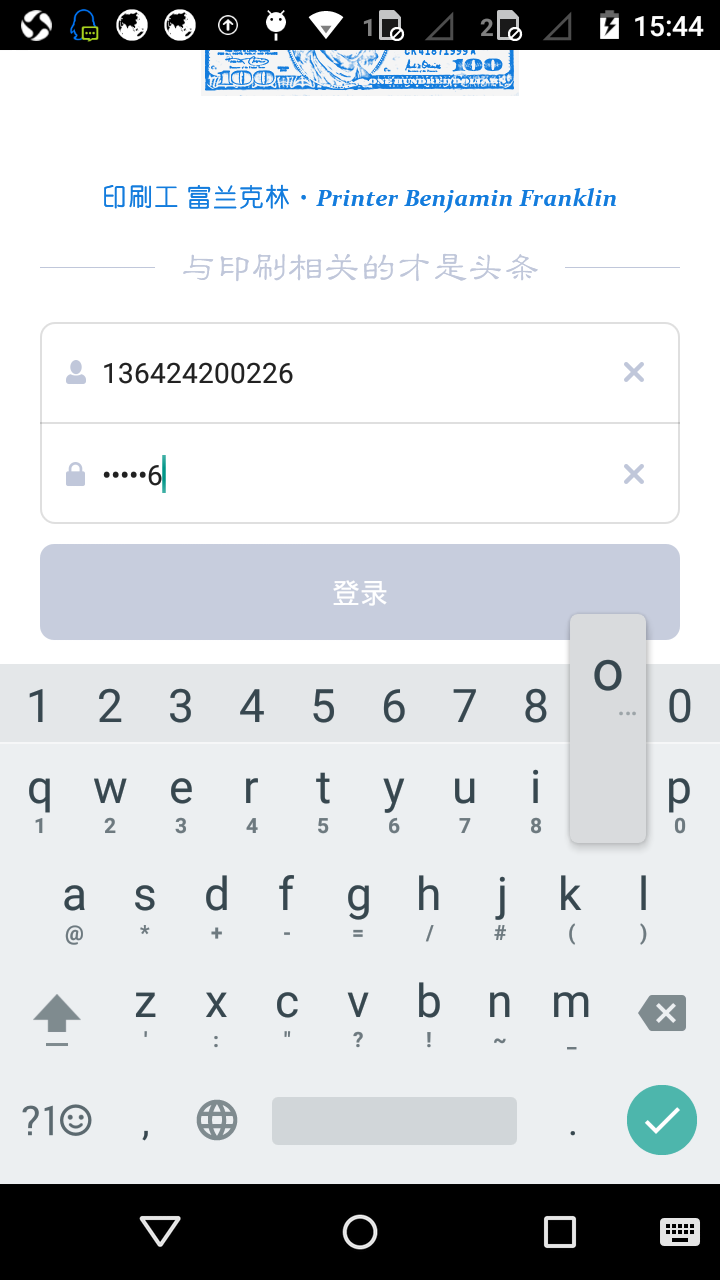 1 2 15:44
100 ONE HUNDRED DOLLARS 100
印刷工 富兰克林·Printer Benjamin Franklin
与印刷相关的才是头条
136424200226
•••••6
登录
1 2 3 4 5 6 7 8 0
o
...
q w e r t y u i p
1 2 3 4 5 6 7 8 0
a s d f g h j k l
@ * + - = / # ( )
z x c v b n m
' : " ? ! ~ _
?1 , .